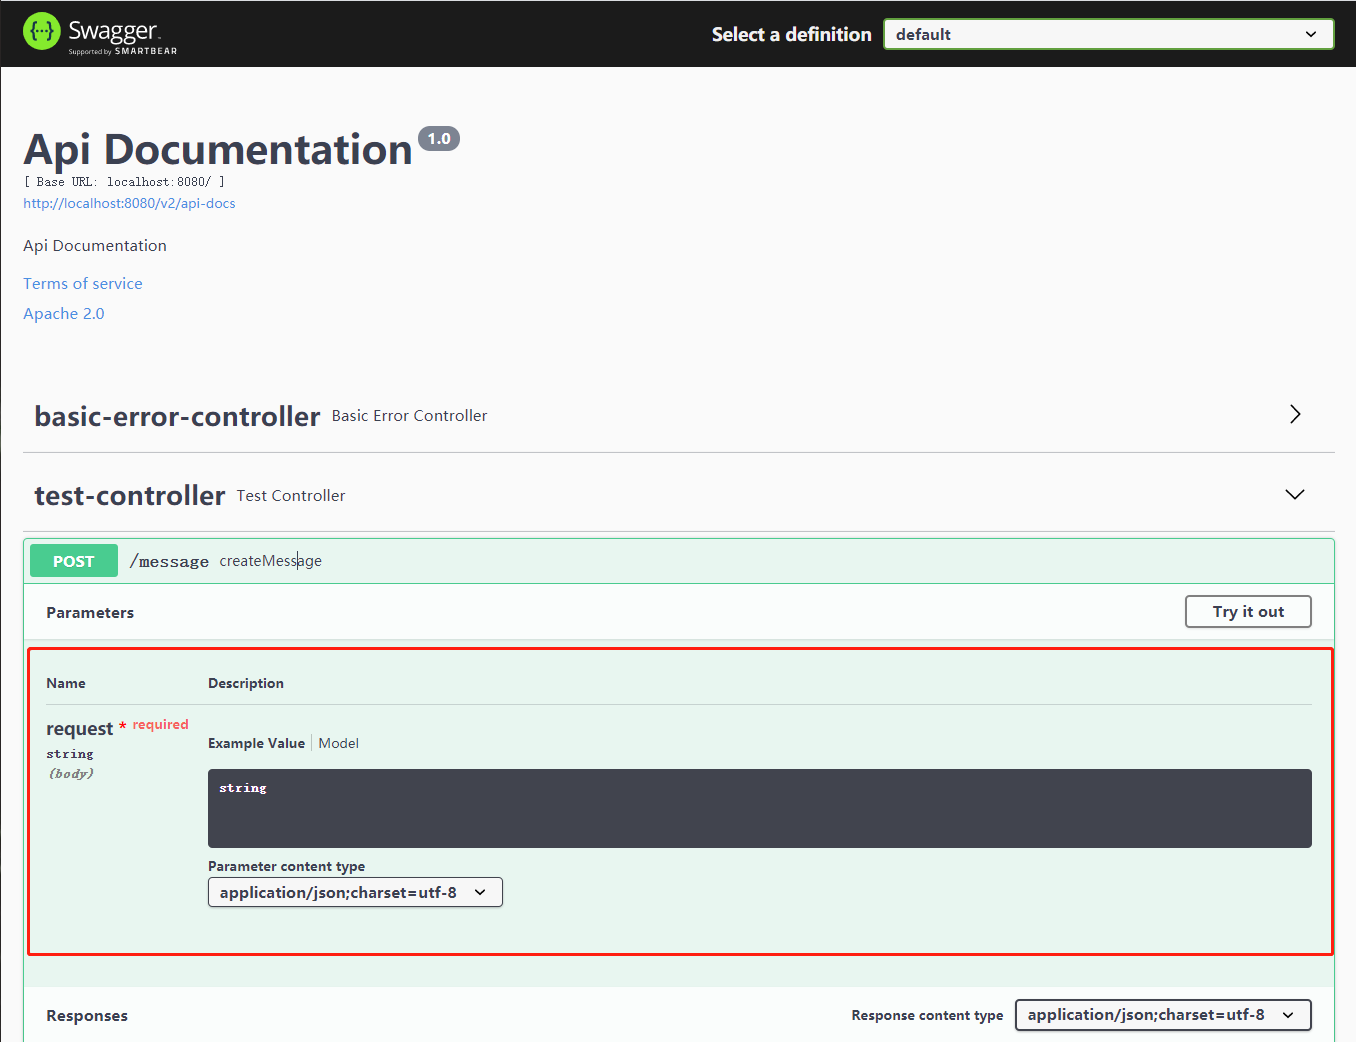 Swagger.
Supported by SMARTBEAR
Select a definition
default
Api Documentation 1.0
[ Base URL: localhost:8080/ ]
http://localhost:8080/v2/api-docs
Api Documentation
Terms of service
Apache 2.0
basic-error-controller Basic Error Controller
test-controller Test Controller
POST /message createMessage
Parameters
Try it out
Name Description
request * required
string
(body)
Example Value Model
string
Parameter content type
application/json;charset=utf-8
Responses
Response content type
application/json;charset=utf-8